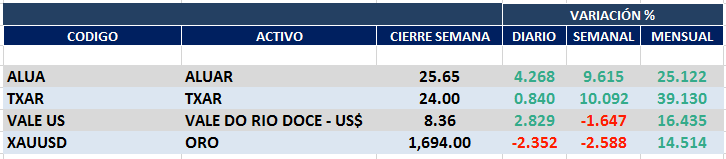 VARIACIÓN %
CODIGO ACTIVO CIERRE SEMANA DIARIO SEMANAL MENSUAL
ALUA ALUAR 25.65 4.268 9.615 25.122
TXAR TXAR 24.00 0.840 10.092 39.130
VALE US VALE DO RIO DOCE - US$ 8.36 2.829 -1.647 16.435
XAUUSD ORO 1,694.00 -2.352 -2.588 14.514